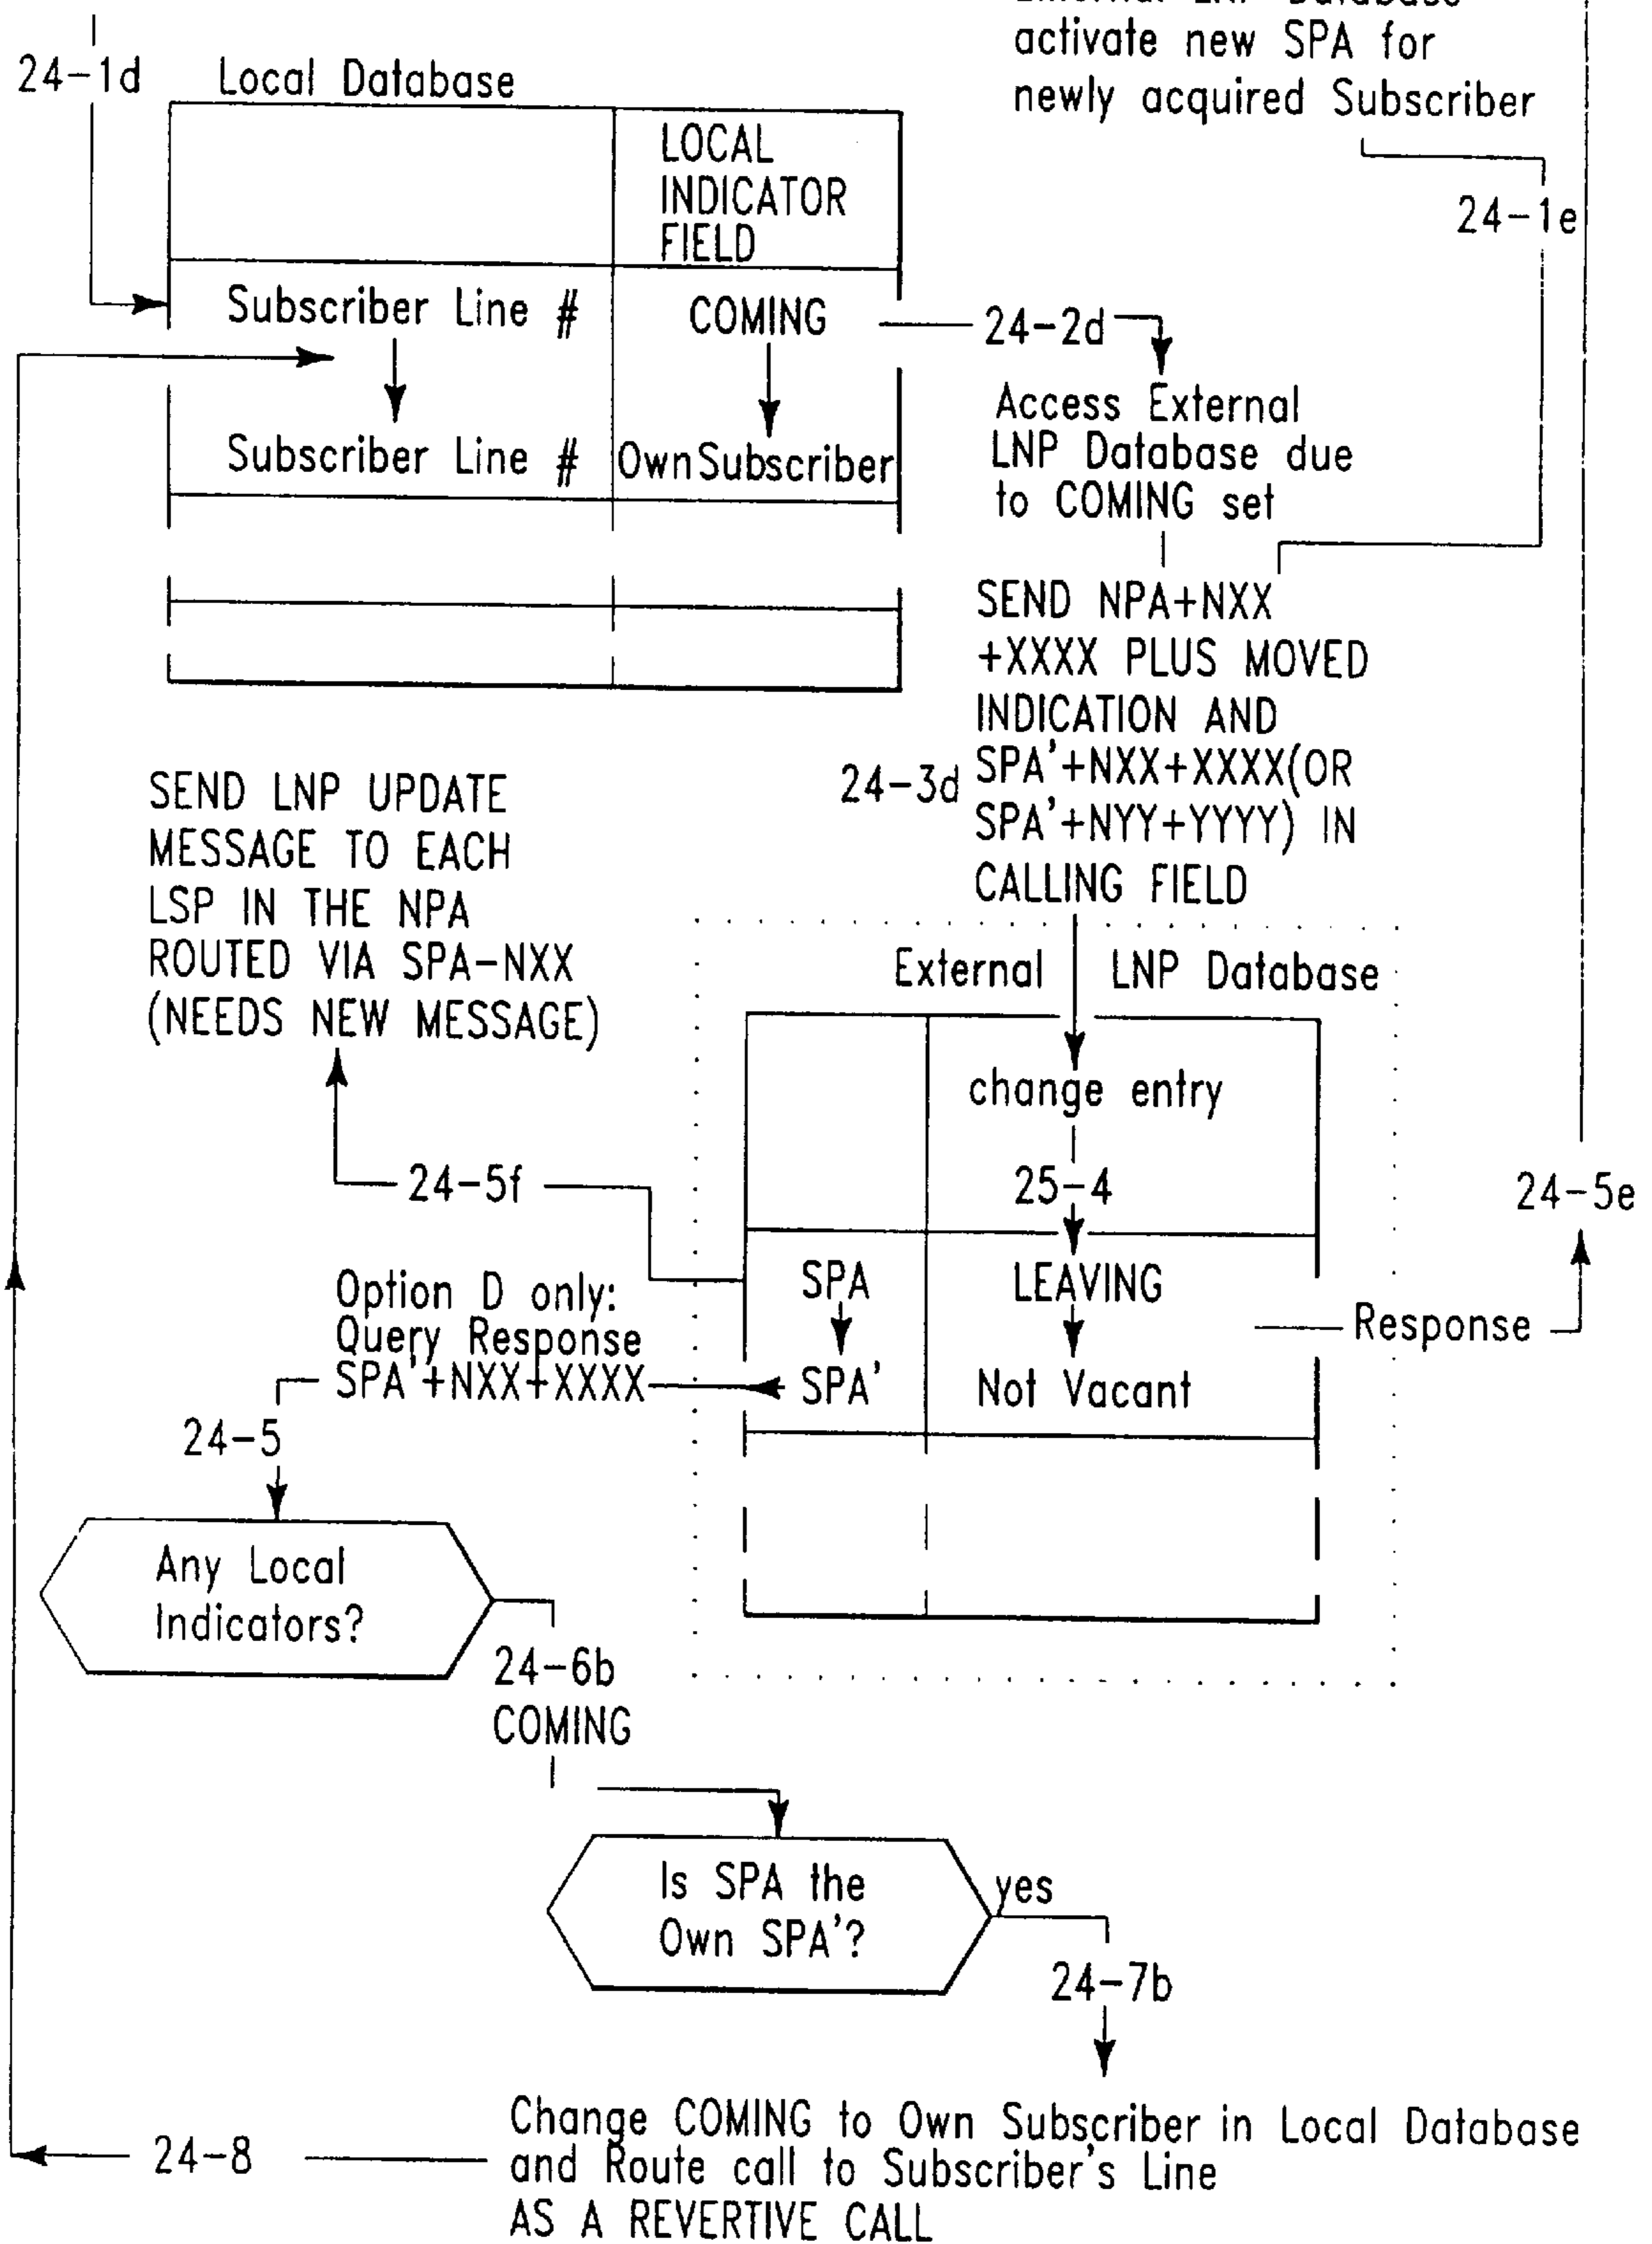 activate new SPA for
newly acquired Subscriber
24-1d
Local Database
24-1e
LOCAL
INDICATOR
FIELD
Subscriber Line #
COMING
24-2d
Subscriber Line #
Own Subscriber
Access External
LNP Database due
to COMING set
SEND NPA+NXX
+XXXX PLUS MOVED
INDICATION AND
SPA'+NXX+XXXX(OR
SPA'+NYY+YYYY) IN
CALLING FIELD
24-3d
SEND LNP UPDATE
MESSAGE TO EACH
LSP IN THE NPA
ROUTED VIA SPA-NXX
(NEEDS NEW MESSAGE)
External LNP Database
change entry
25-4
24-5f
24-5e
SPA
LEAVING
Response
SPA'
Not Vacant
Option D only:
Query Response
SPA'+NXX+XXXX
24-5
Any Local
Indicators?
24-6b
COMING
Is SPA the
Own SPA'?
yes
24-7b
Change COMING to Own Subscriber in Local Database
and Route call to Subscriber's Line
AS A REVERTIVE CALL
24-8